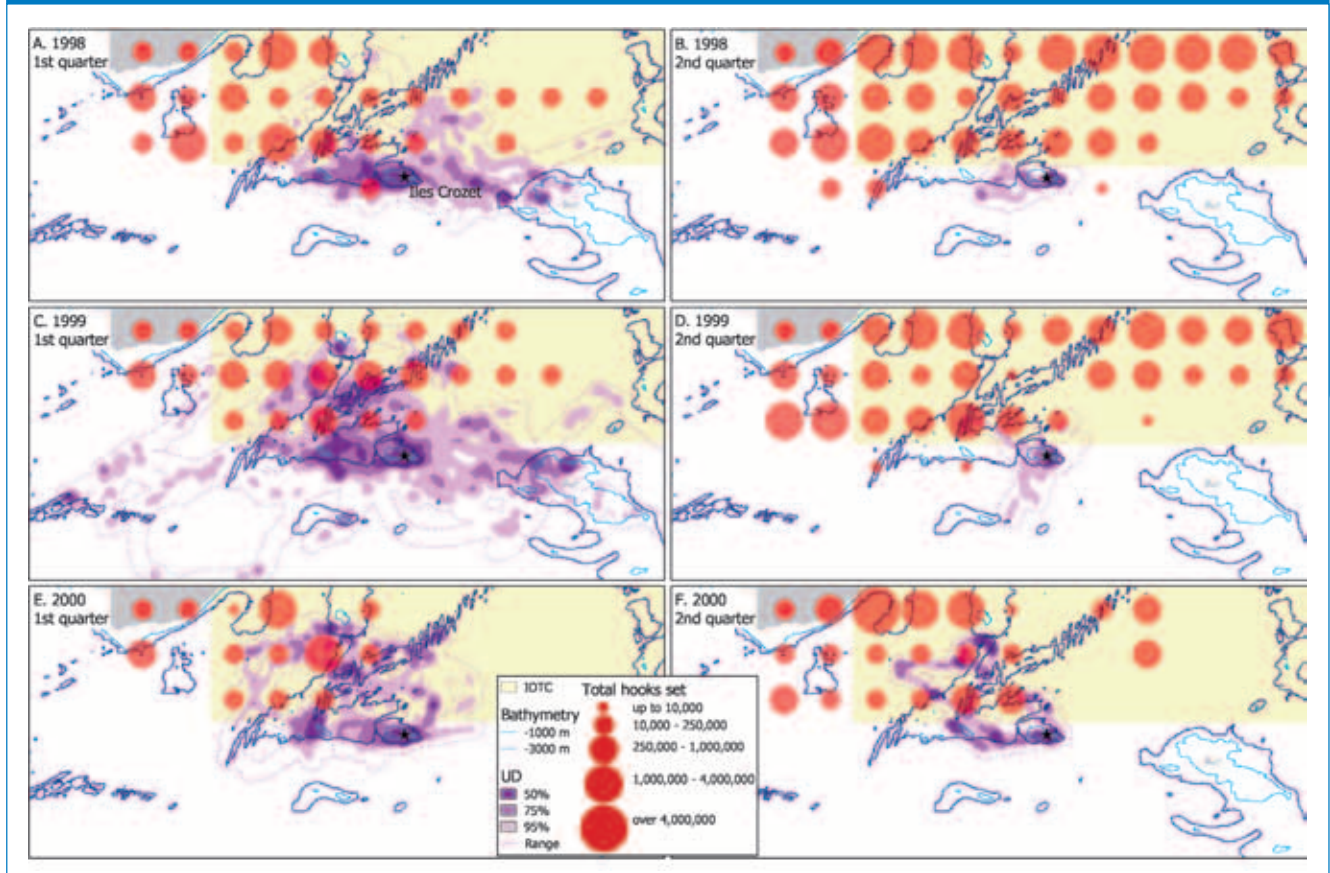 A. 1998
1st quarter
Iles Crozet
B. 1998
2nd quarter
C. 1999
1st quarter
D. 1999
2nd quarter
E. 2000
1st quarter
F. 2000
2nd quarter
IOTC
Bathymetry
-1000 m
-3000 m
UD
50%
75%
95%
Range
Total hooks set
up to 10,000
10,000 - 250,000
250,000 - 1,000,000
1,000,000 - 4,000,000
over 4,000,000